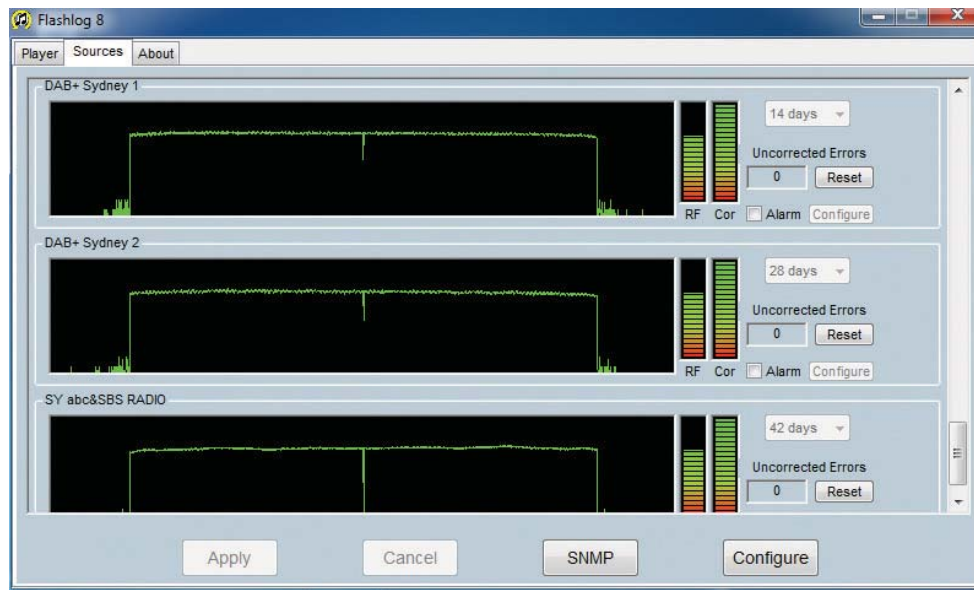 Flashlog 8
Player Sources About
DAB+ Sydney 1
14 days
Uncorrected Errors
0 Reset
RF Cor Alarm Configure
DAB+ Sydney 2
28 days
Uncorrected Errors
0 Reset
RF Cor Alarm Configure
SY abc&SBS RADIO
42 days
Uncorrected Errors
0 Reset
Apply Cancel SNMP Configure